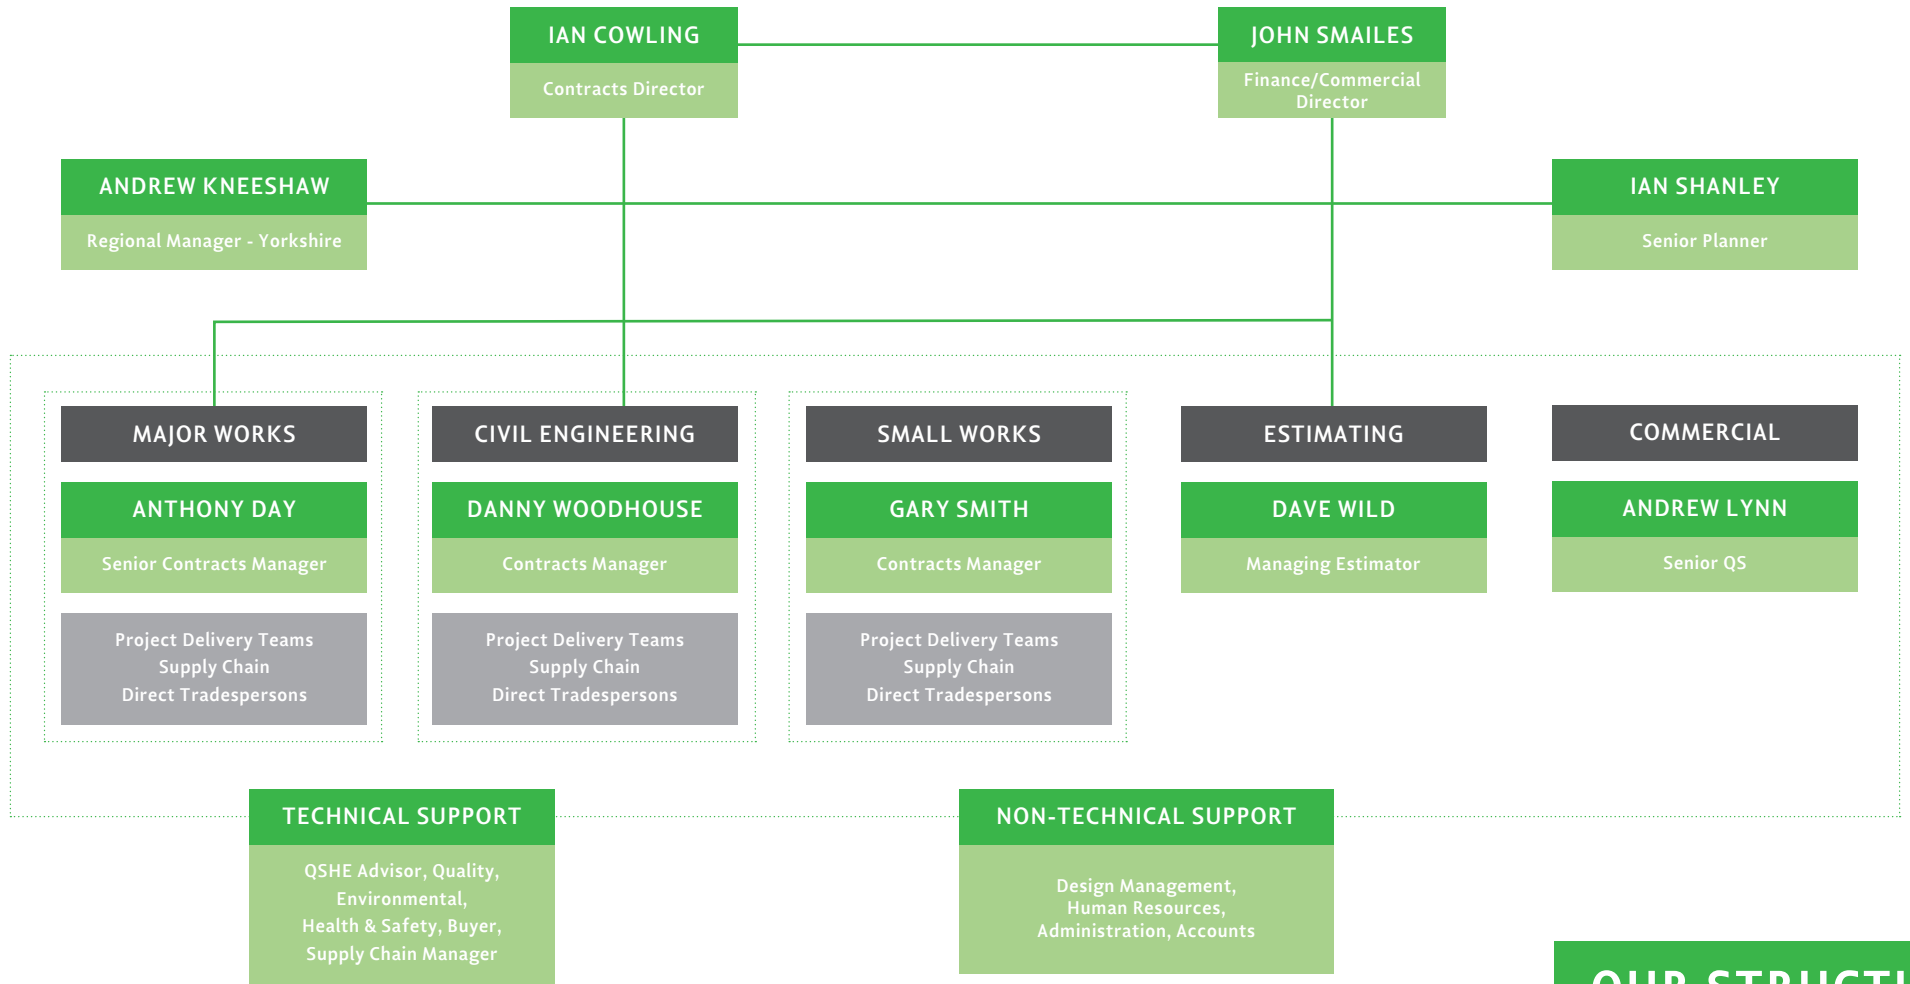 IAN COWLING
Contracts Director
JOHN SMAILES
Finance/Commercial
Director
ANDREW KNEESHAW
Regional Manager - Yorkshire
IAN SHANLEY
Senior Planner
MAJOR WORKS
ANTHONY DAY
Senior Contracts Manager
Project Delivery Teams
Supply Chain
Direct Tradespersons
CIVIL ENGINEERING
DANNY WOODHOUSE
Contracts Manager
Project Delivery Teams
Supply Chain
Direct Tradespersons
SMALL WORKS
GARY SMITH
Contracts Manager
Project Delivery Teams
Supply Chain
Direct Tradespersons
ESTIMATING
DAVE WILD
Managing Estimator
COMMERCIAL
ANDREW LYNN
Senior QS
TECHNICAL SUPPORT
QSHE Advisor, Quality,
Environmental,
Health & Safety, Buyer,
Supply Chain Manager
NON-TECHNICAL SUPPORT
Design Management,
Human Resources,
Administration, Accounts
OUR